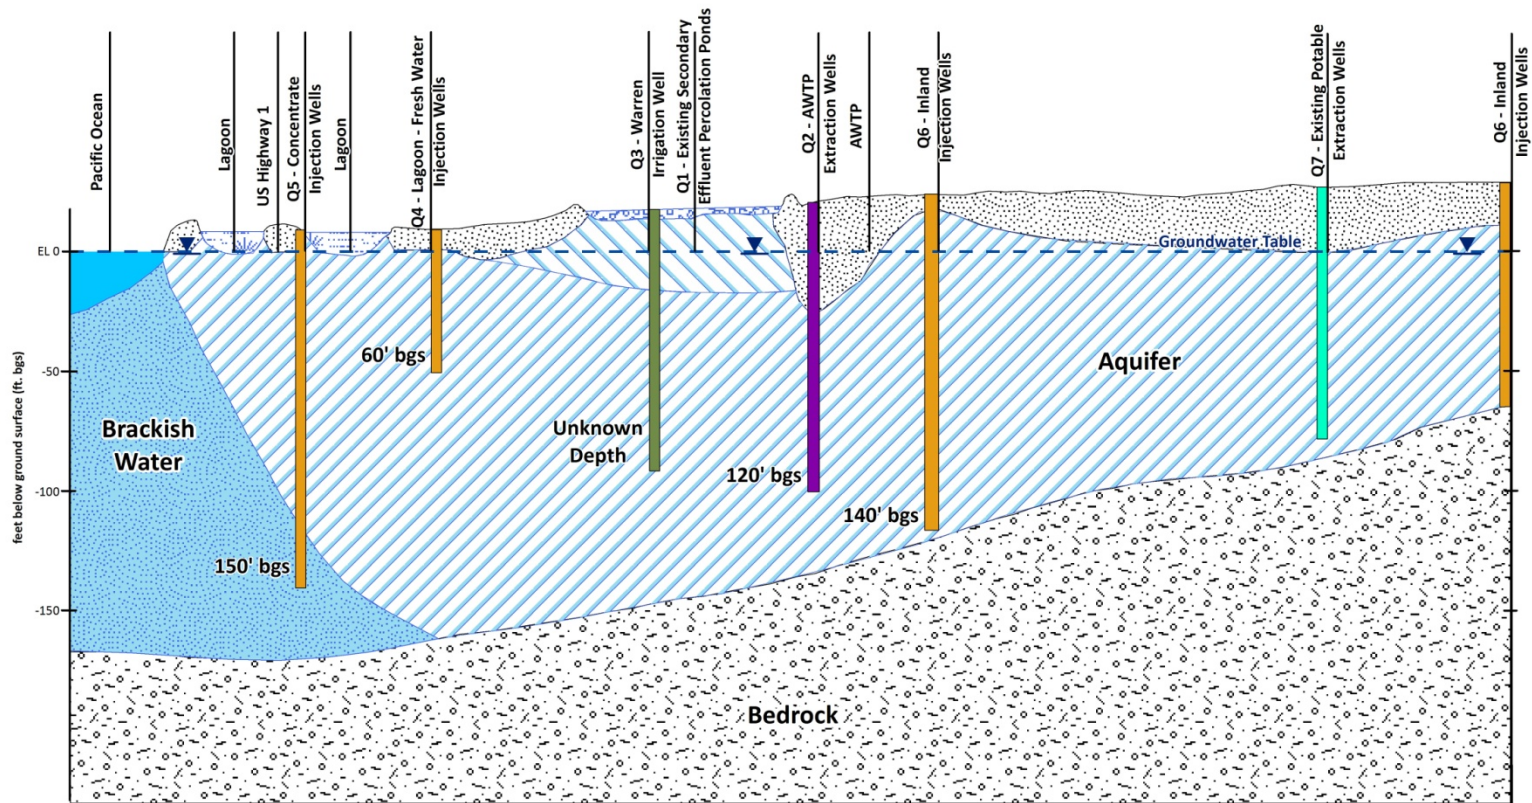 Pacific Ocean
Lagoon
US Highway 1
Q5 - Concentrate
Injection Wells
Lagoon
Q4 - Lagoon - Fresh Water
Injection Wells
Q3 - Warren
Irrigation Well
Q1 - Existing Secondary
Effluent Percolation Ponds
Q2 - AWTP
Extraction Wells
AWTP
Q6 - Inland
Injection Wells
Q7 - Existing Potable
Extraction Wells
Q6 - Inland
Injection Wells
EL 0
-50
-100
-150
feet below ground surface (ft. bgs)
Groundwater Table
60' bgs
Aquifer
Brackish
Water
Unknown
Depth
120' bgs
140' bgs
150' bgs
Bedrock